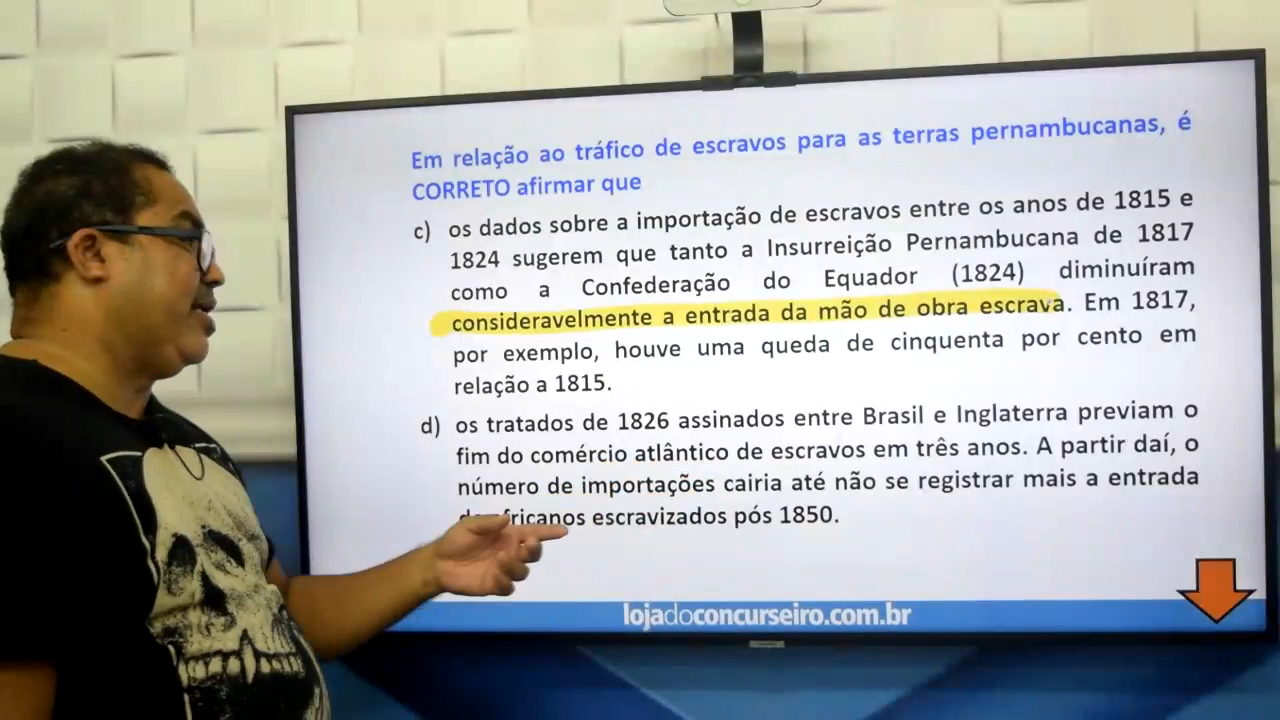 Em relação ao tráfico de escravos para as terras pernambucanas, é
CORRETO afirmar que
c) os dados sobre a importação de escravos entre os anos de 1815 e
1824 sugerem que tanto a Insurreição Pernambucana de 1817
como a Confederação do Equador (1824) diminuíram
consideravelmente a entrada da mão de obra escrava. Em 1817,
por exemplo, houve uma queda de cinquenta por cento em
relação a 1815.
d) os tratados de 1826 assinados entre Brasil e Inglaterra previam o
fim do comércio atlântico de escravos em três anos. A partir daí, o
número de importações cairia até não se registrar mais a entrada
escravizados pós 1850.
lojadoconcurseiro.com.br